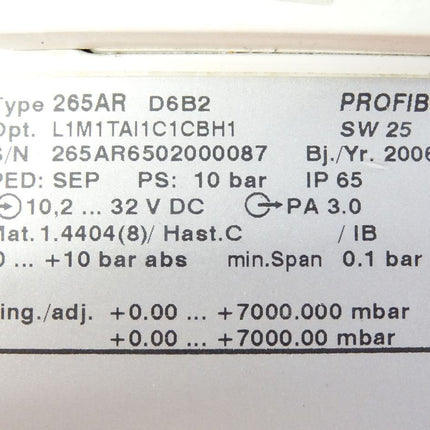 Type 265AR D6B2 PROFIB
Opt. L1M1TAI1C1CBH1 SW 25
S/N 265AR6502000087 Bj./Yr. 2006
PED: SEP PS: 10 bar IP 65
10,2 ... 32 V DC PA 3.0
Mat. 1.4404(8)/ Hast.C / IB
0 ... +10 bar abs min.Span 0.1 bar
ing./adj. +0.00 ... +7000.000 mbar
+0.00 ... +7000.00 mbar